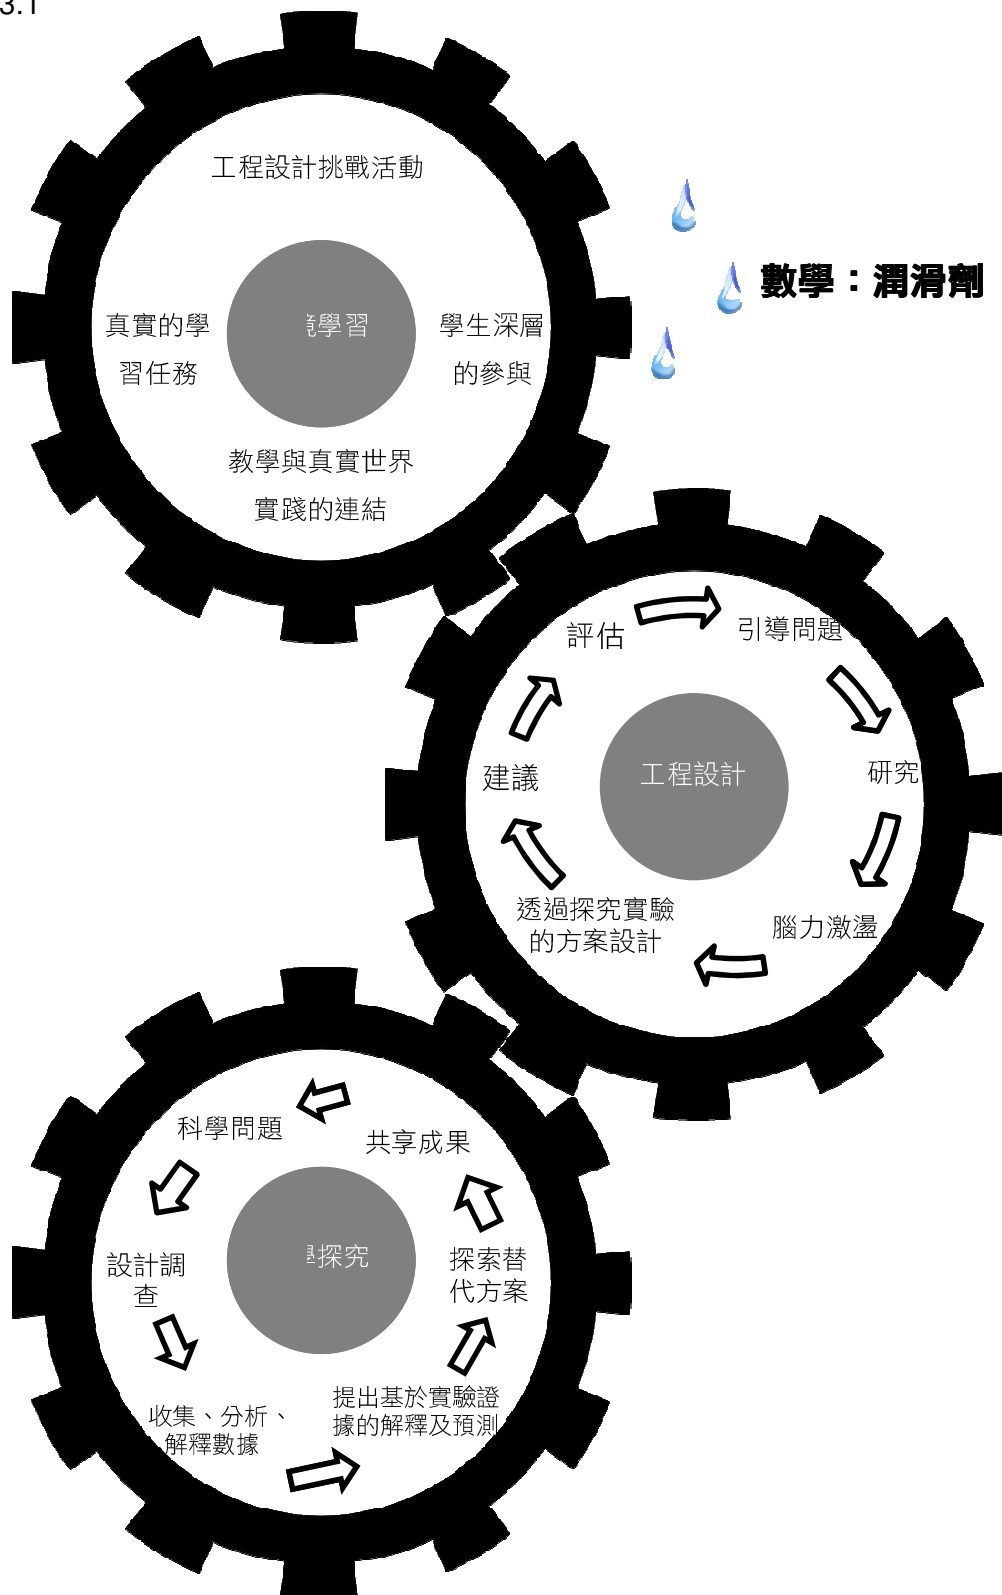 3.1
工程設計挑戰活動
真實的學
習任務
境學習
學生深層
的參與
教學與真實世界
實踐的連結
數學：潤滑劑
評估
引導問題
建議
工程設計
研究
透過探究實驗
的方案設計
腦力激盪
科學問題
共享成果
設計調
查
學探究
探索替
代方案
收集、分析、
解釋數據
提出基於實驗證
據的解釋及預測